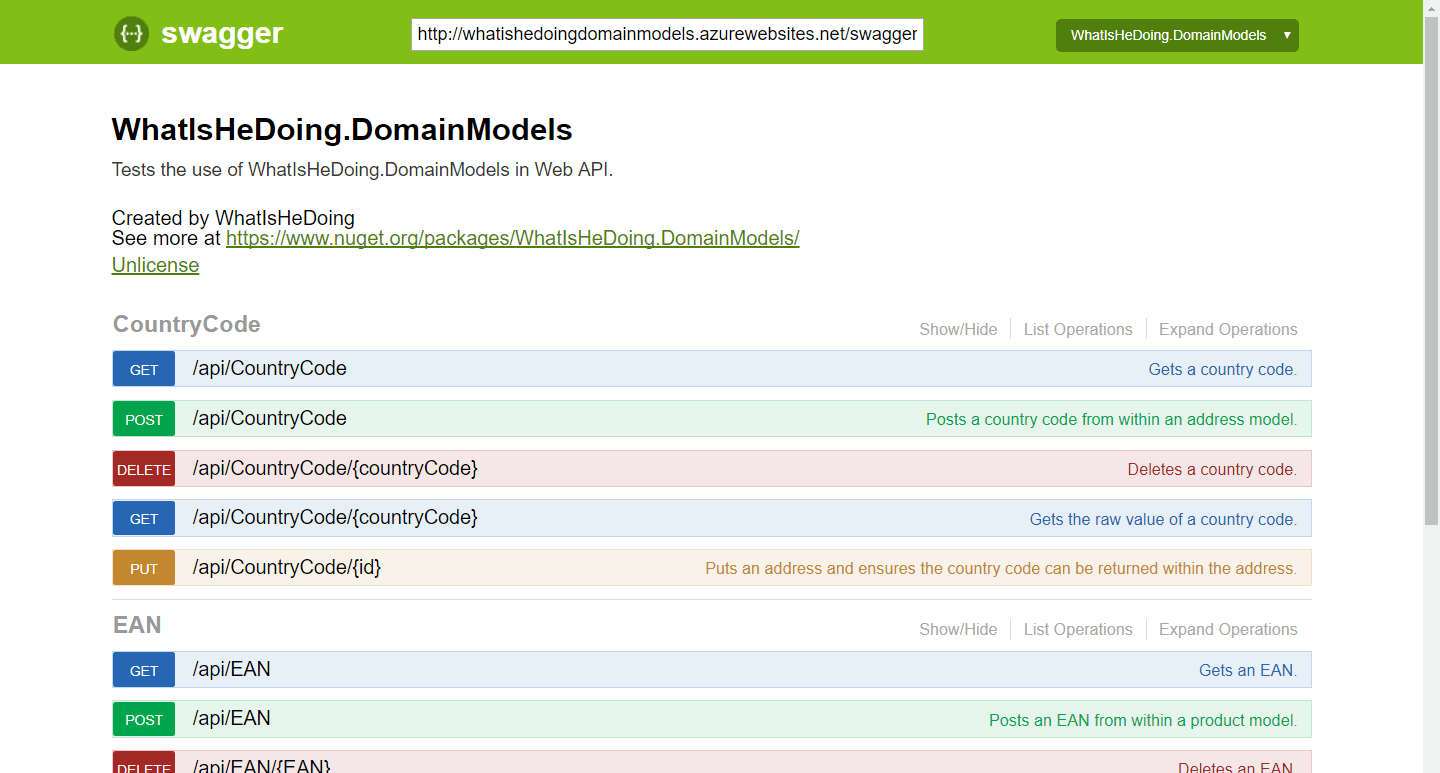 {···} swagger
http://whatishedoingdomainmodels.azurewebsites.net/swagger
WhatIsHeDoing.DomainModels
WhatIsHeDoing.DomainModels
Tests the use of WhatIsHeDoing.DomainModels in Web API.
Created by WhatIsHeDoing
See more at https://www.nuget.org/packages/WhatIsHeDoing.DomainModels/
Unlicense
CountryCode Show/Hide List Operations Expand Operations
GET /api/CountryCode Gets a country code.
POST /api/CountryCode Posts a country code from within an address model.
DELETE /api/CountryCode/{countryCode} Deletes a country code.
GET /api/CountryCode/{countryCode} Gets the raw value of a country code.
PUT /api/CountryCode/{id} Puts an address and ensures the country code can be returned within the address.
EAN Show/Hide List Operations Expand Operations
GET /api/EAN Gets an EAN.
POST /api/EAN Posts an EAN from within a product model.
DELETE /api/EAN/{EAN} Deletes an EAN.